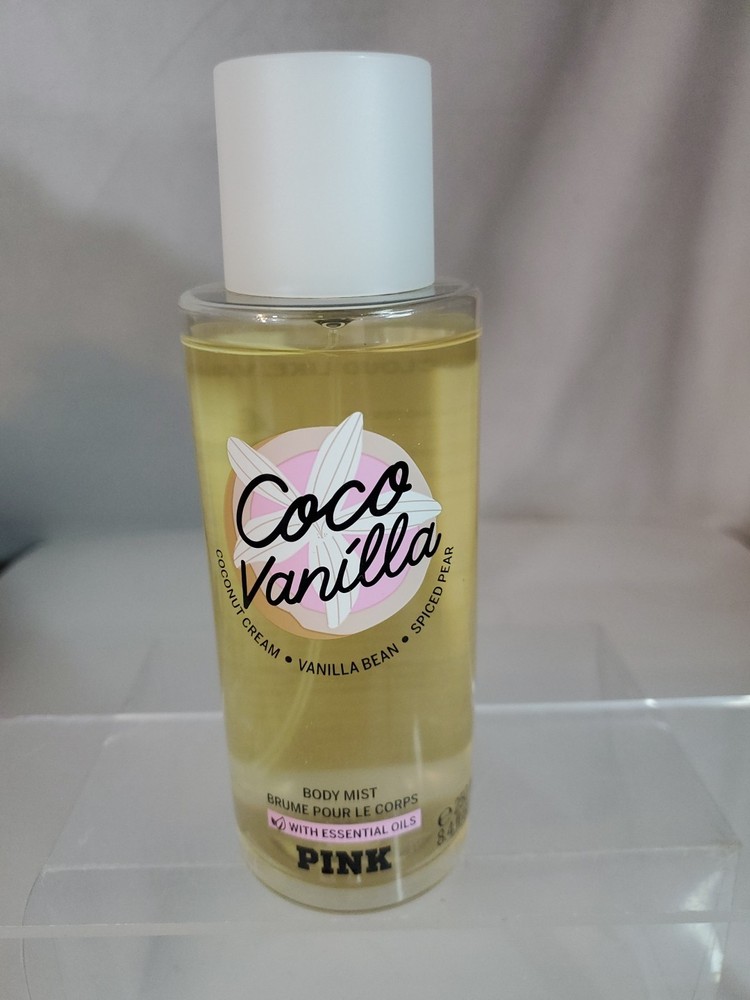 Coco
Vanilla
COCONUT CREAM • VANILLA BEAN • SPICED PEAR
BODY MIST
BRUME POUR LE CORPS
WITH ESSENTIAL OILS
PINK